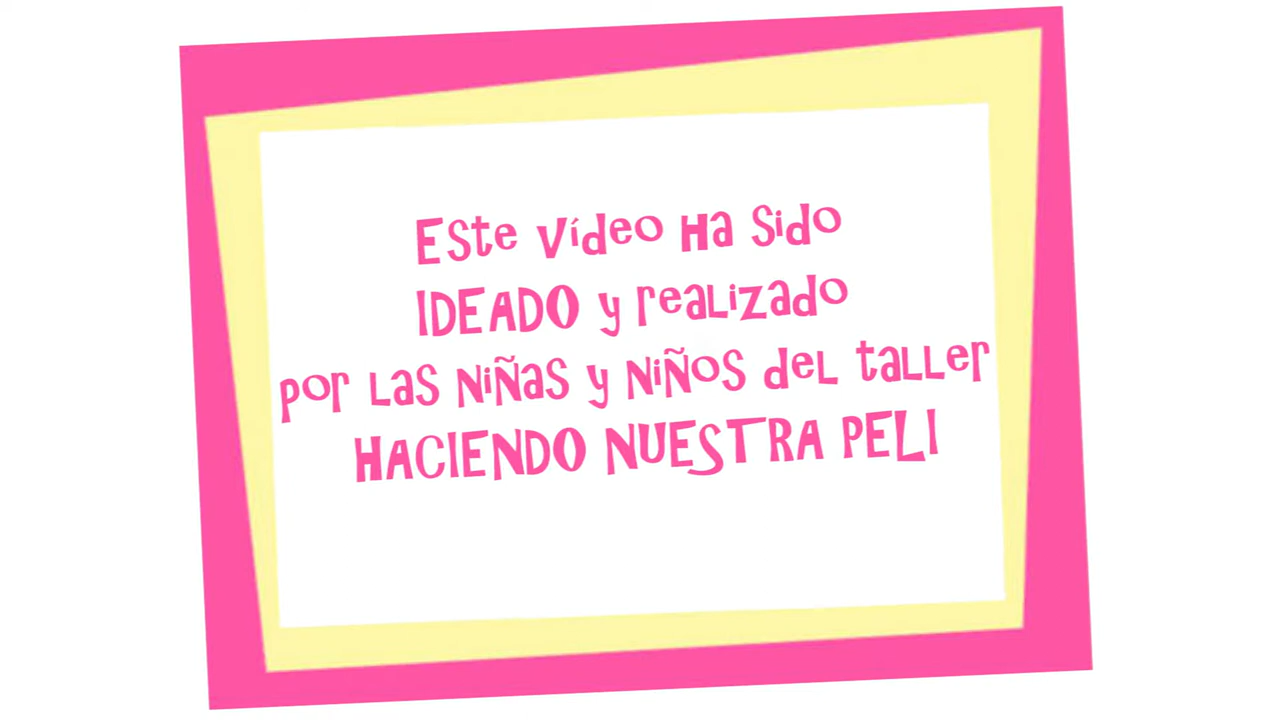 Este vídeo Ha Sido
IDEADO y realizado
por las niñas y niños del taller
HACIENDO NUESTRA PELI